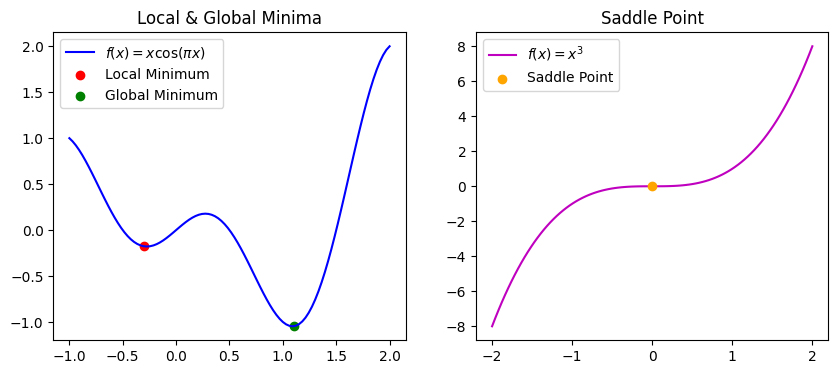 Local & Global Minima
f(x) = xcos(πx)
Local Minimum
Global Minimum
2.0
1.5
1.0
0.5
0.0
−0.5
−1.0
−1.0 −0.5 0.0 0.5 1.0 1.5 2.0
Saddle Point
f(x) = x³
Saddle Point
8
6
4
2
0
−2
−4
−6
−8
−2 −1 0 1 2